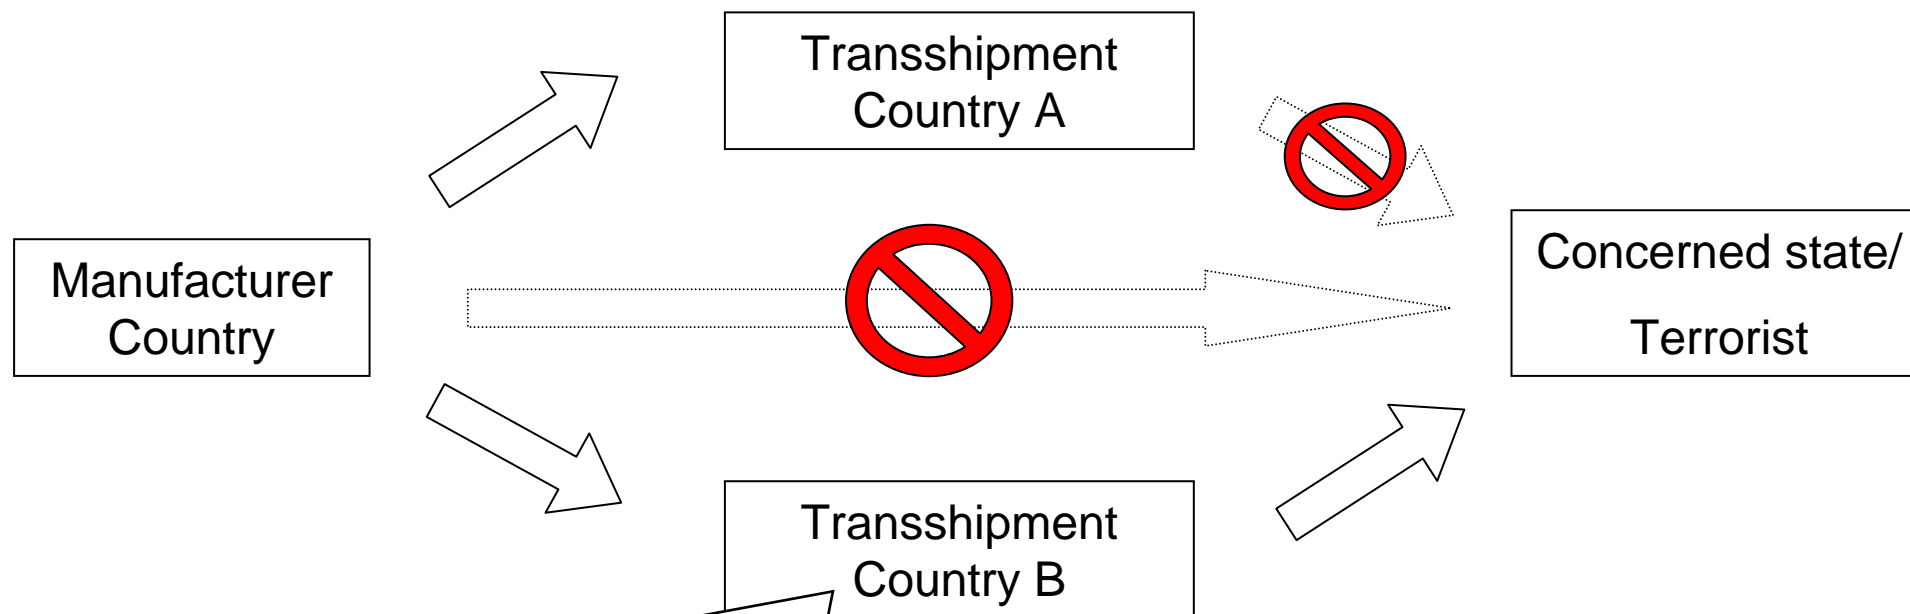 Transshipment
Country A
Manufacturer
Country
Concerned state/
Terrorist
Transshipment
Country B